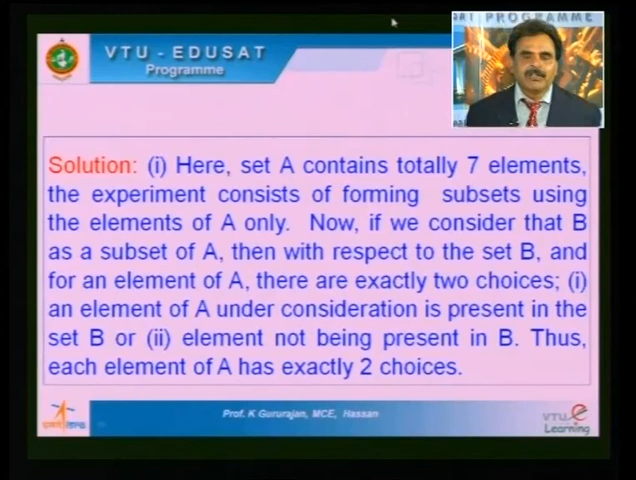 PROGRAMME
VTU - EDUSAT
Programme
Solution: (i) Here, set A contains totally 7 elements,
the experiment consists of forming subsets using
the elements of A only. Now, if we consider that B
as a subset of A, then with respect to the set B, and
for an element of A, there are exactly two choices; (i)
an element of A under consideration is present in the
set B or (ii) element not being present in B. Thus,
each element of A has exactly 2 choices.
Prof. K Gururajan, MCE, Hassan
VTU e
Learning